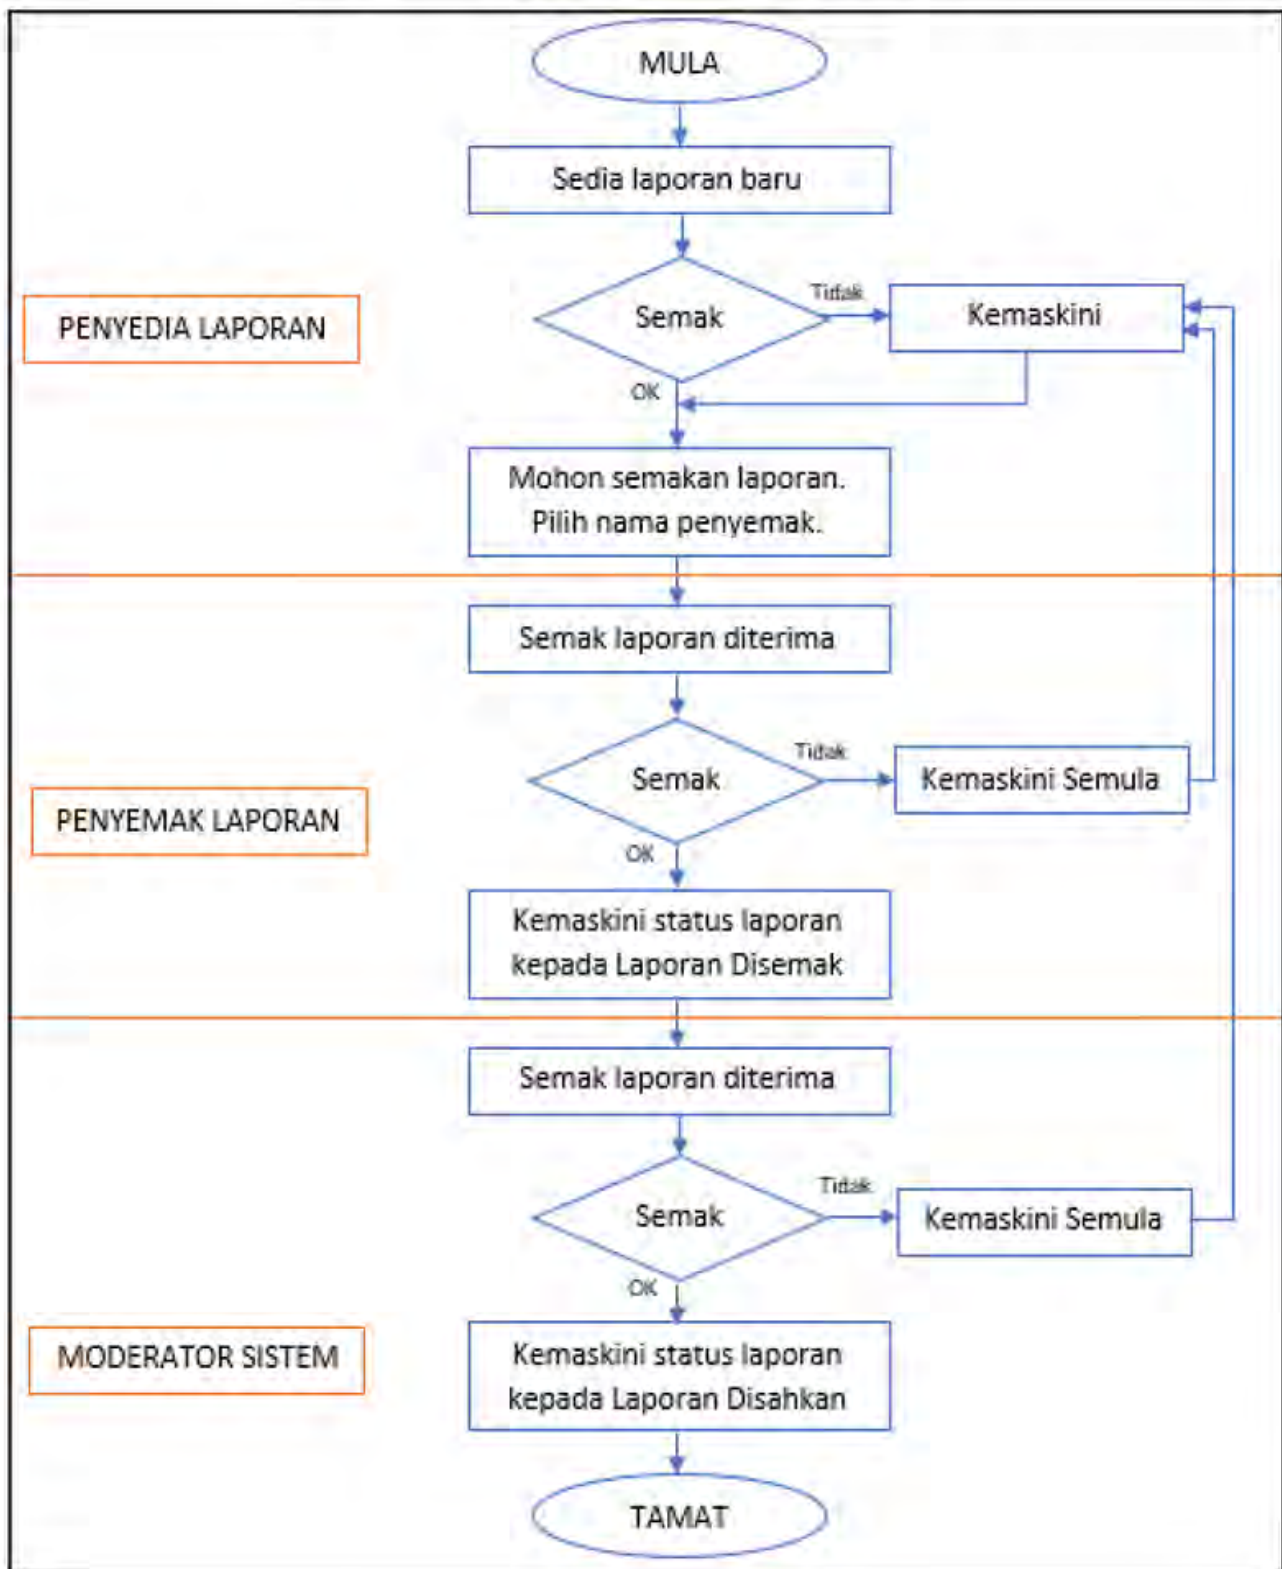 MULA
Sedia laporan baru
PENYEDIA LAPORAN
Semak
Tidak
Kemaskini
OK
Mohon semakan laporan.
Pilih nama penyemak.
Semak laporan diterima
PENYEMAK LAPORAN
Semak
Tidak
Kemaskini Semula
OK
Kemaskini status laporan
kepada Laporan Disemak
Semak laporan diterima
Semak
Tidak
Kemaskini Semula
OK
MODERATOR SISTEM
Kemaskini status laporan
kepada Laporan Disahkan
TAMAT